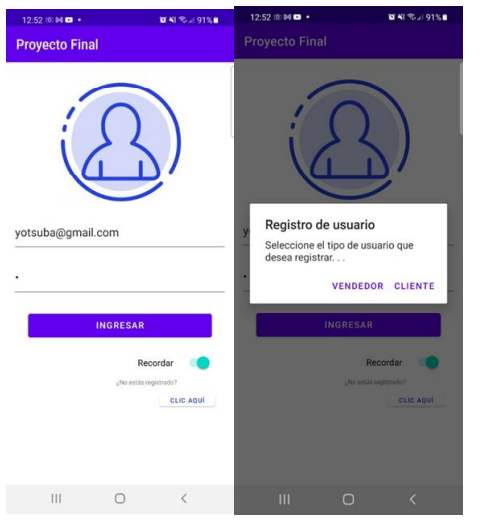 12:52
91%
Proyecto Final
yotsuba@gmail.com
•
INGRESAR
Recordar
¿No estás registrado?
CLIC AQUÍ
12:52
91%
Proyecto Final
Registro de usuario
Seleccione el tipo de usuario que
desea registrar. . .
VENDEDOR CLIENTE
INGRESAR
Recordar
¿No estás registrado?
CLIC AQUÍ